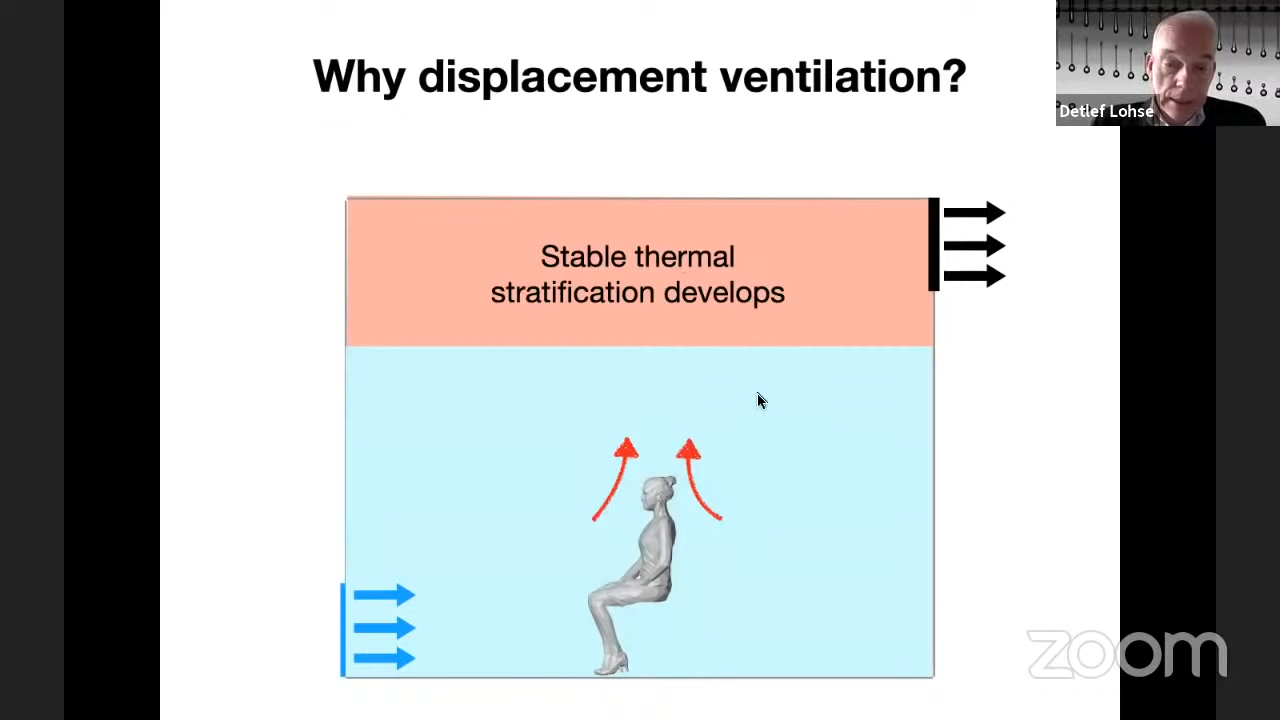 Why displacement ventilation?
Detlef Lohse
Stable thermal
stratification develops
zoom